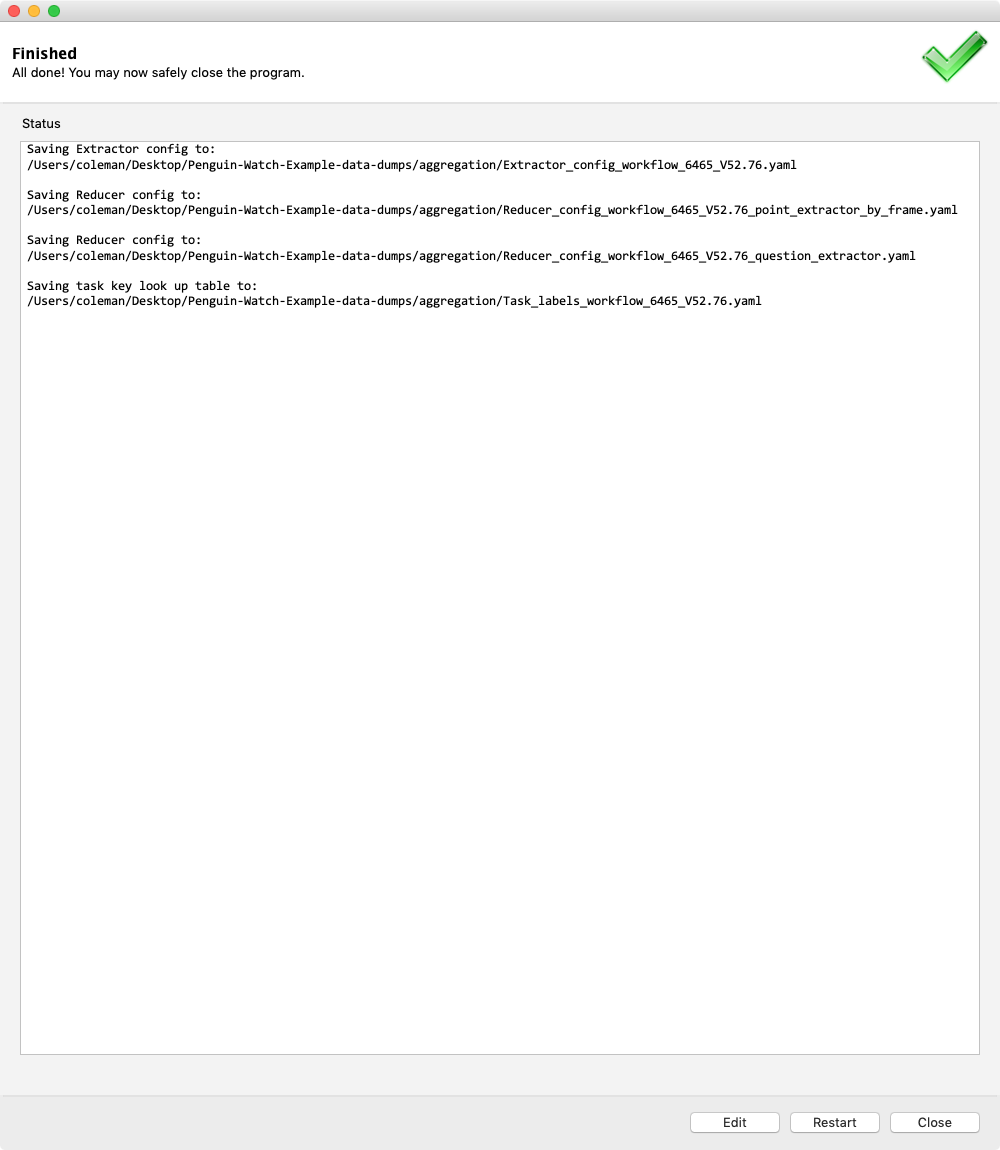 Finished
All done! You may now safely close the program.
Status
Saving Extractor config to:
/Users/coleman/Desktop/Penguin-Watch-Example-data-dumps/aggregation/Extractor_config_workflow_6465_V52.76.yaml
Saving Reducer config to:
/Users/coleman/Desktop/Penguin-Watch-Example-data-dumps/aggregation/Reducer_config_workflow_6465_V52.76_point_extractor_by_frame.yaml
Saving Reducer config to:
/Users/coleman/Desktop/Penguin-Watch-Example-data-dumps/aggregation/Reducer_config_workflow_6465_V52.76_question_extractor.yaml
Saving task key look up table to:
/Users/coleman/Desktop/Penguin-Watch-Example-data-dumps/aggregation/Task_labels_workflow_6465_V52.76.yaml
Edit
Restart
Close